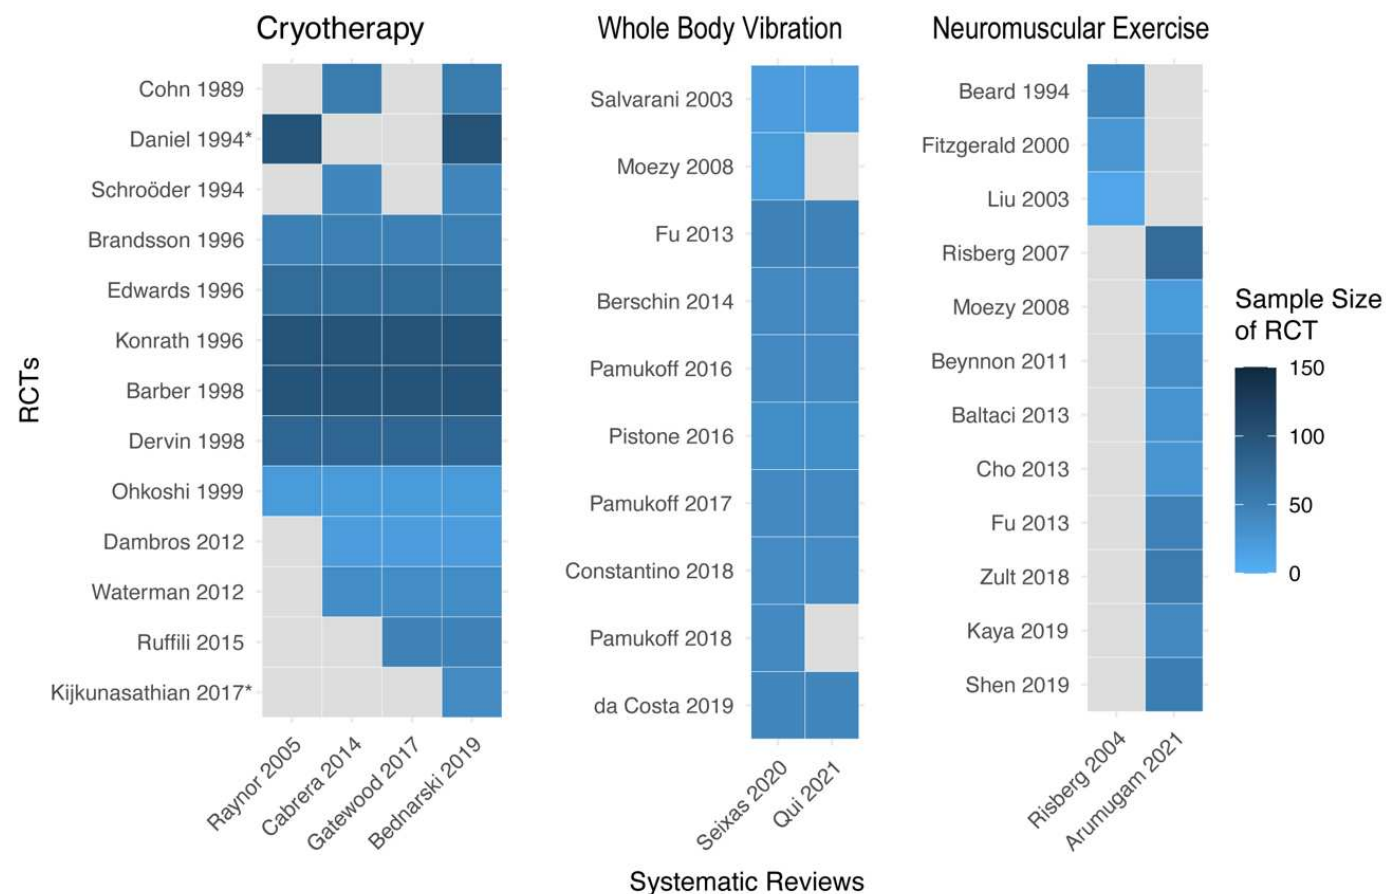 Cryotherapy
Whole Body Vibration
Neuromuscular Exercise
RCTs
Cohn 1989
Daniel 1994*
Schroöder 1994
Brandsson 1996
Edwards 1996
Konrath 1996
Barber 1998
Dervin 1998
Ohkoshi 1999
Dambros 2012
Waterman 2012
Ruffili 2015
Kijkunasathian 2017*
Raynor 2005
Cabrera 2014
Gatewood 2017
Bednarski 2019
Salvarani 2003
Moezy 2008
Fu 2013
Berschin 2014
Pamukoff 2016
Pistone 2016
Pamukoff 2017
Constantino 2018
Pamukoff 2018
da Costa 2019
Seixas 2020
Qui 2021
Beard 1994
Fitzgerald 2000
Liu 2003
Risberg 2007
Moezy 2008
Beynnon 2011
Baltaci 2013
Cho 2013
Fu 2013
Zult 2018
Kaya 2019
Shen 2019
Risberg 2004
Arumugam 2021
Sample Size
of RCT
150
100
50
0
Systematic Reviews